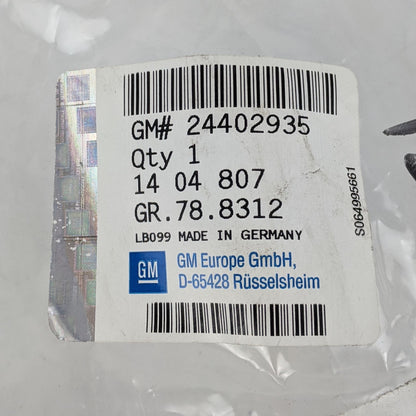 GM# 24402935
Qty 1
14 04 807
GR.78.8312
LB099 MADE IN GERMANY
GM
GM Europe GmbH,
D-65428 Rüsselsheim
S064995661